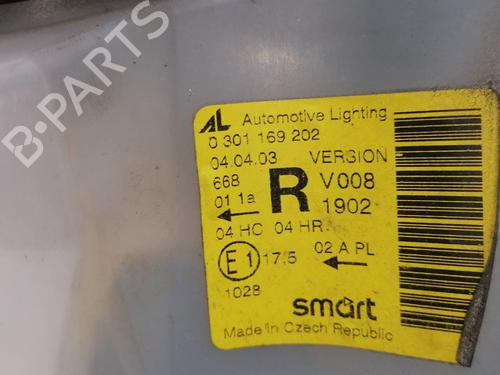 AL Automotive Lighting
0 301 169 202
04.04.03 VERSION
668 R V008
01 1a 1902
04 HC 04 HR
E1 17.5 02 A PL
1028
smart
Made in Czech Republic
B-PARTS